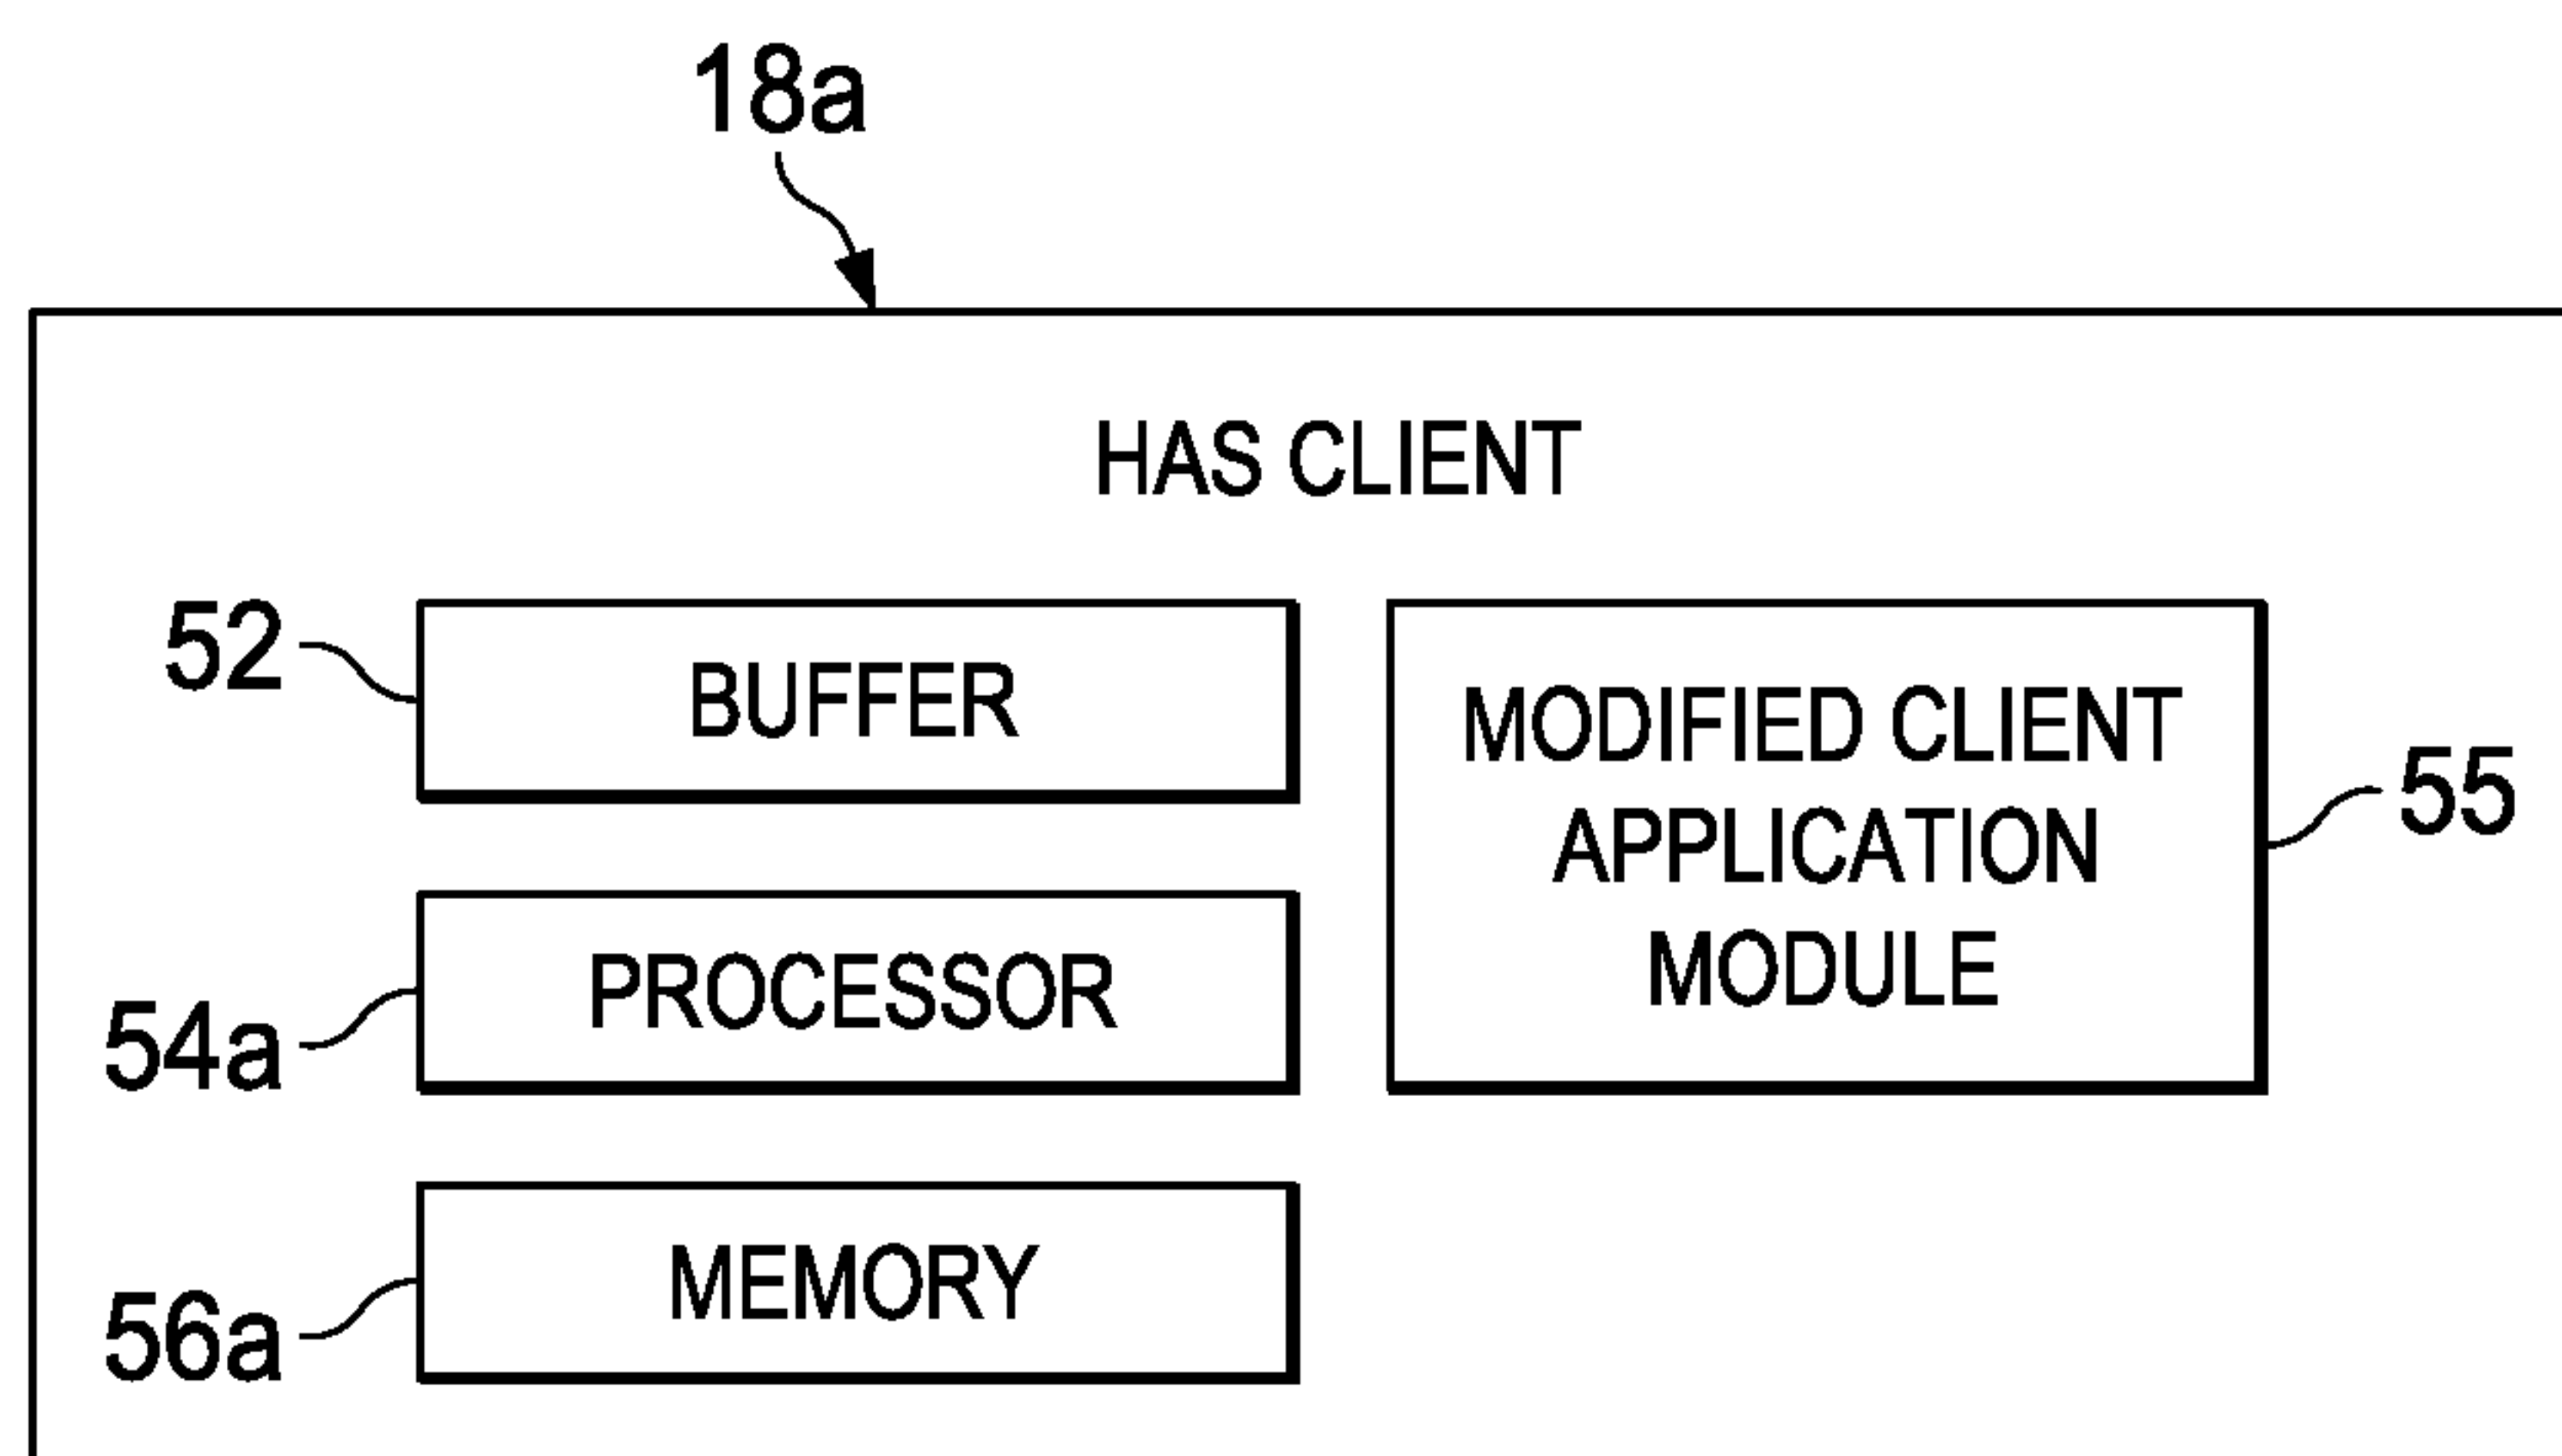 18a
HAS CLIENT
52
BUFFER
MODIFIED CLIENT
APPLICATION
MODULE
55
54a
PROCESSOR
56a
MEMORY